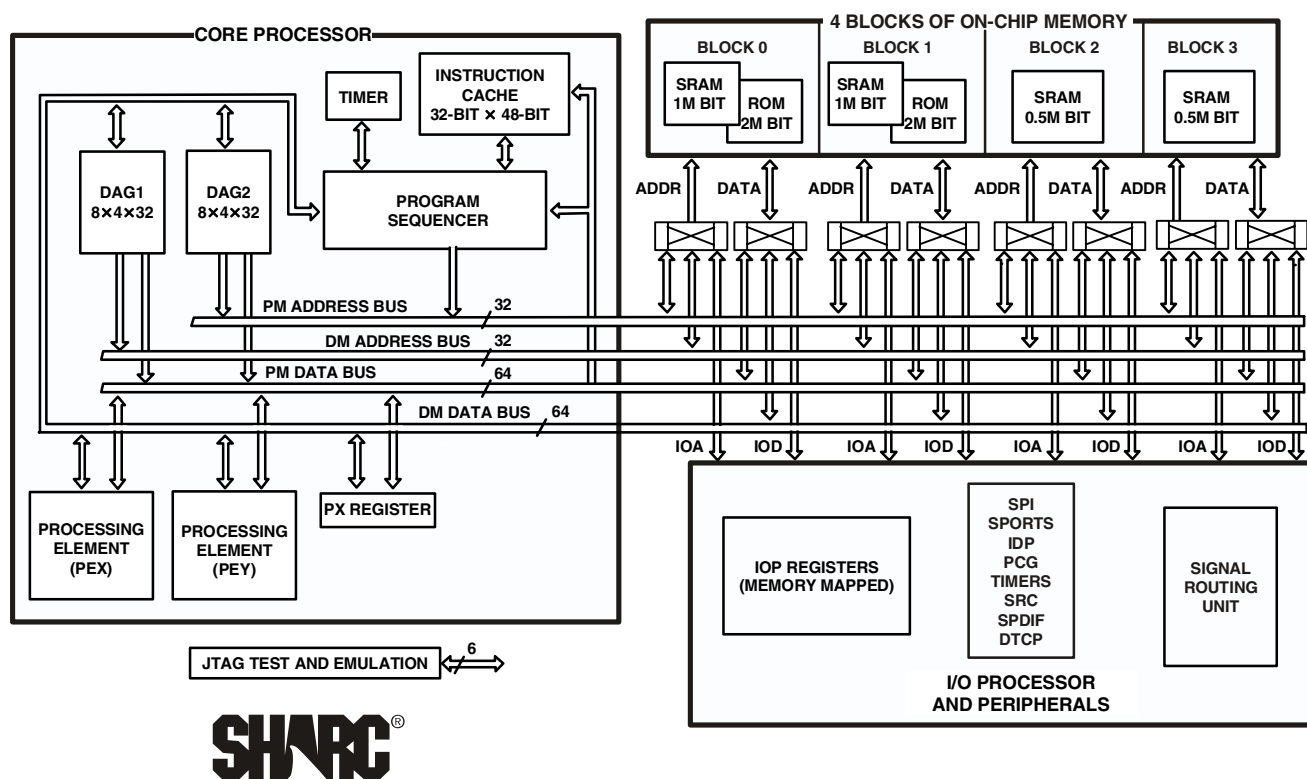 4 BLOCKS OF ON-CHIP MEMORY
CORE PROCESSOR
BLOCK 0
BLOCK 1
BLOCK 2
BLOCK 3
INSTRUCTION
CACHE
32-BIT × 48-BIT
TIMER
SRAM
1M BIT
ROM
2M BIT
SRAM
1M BIT
ROM
2M BIT
SRAM
0.5M BIT
SRAM
0.5M BIT
DAG1
8×4×32
DAG2
8×4×32
PROGRAM
SEQUENCER
ADDR
DATA
ADDR
DATA
ADDR
DATA
ADDR
DATA
PM ADDRESS BUS
32
DM ADDRESS BUS
32
PM DATA BUS
64
DM DATA BUS
64
IOA
IOD
IOA
IOD
IOA
IOD
IOA
IOD
PROCESSING
ELEMENT
(PEX)
PROCESSING
ELEMENT
(PEY)
PX REGISTER
IOP REGISTERS
(MEMORY MAPPED)
SPI
SPORTS
IDP
PCG
TIMERS
SRC
SPDIF
DTCP
SIGNAL
ROUTING
UNIT
I/O PROCESSOR
AND PERIPHERALS
JTAG TEST AND EMULATION
6
SHARC®